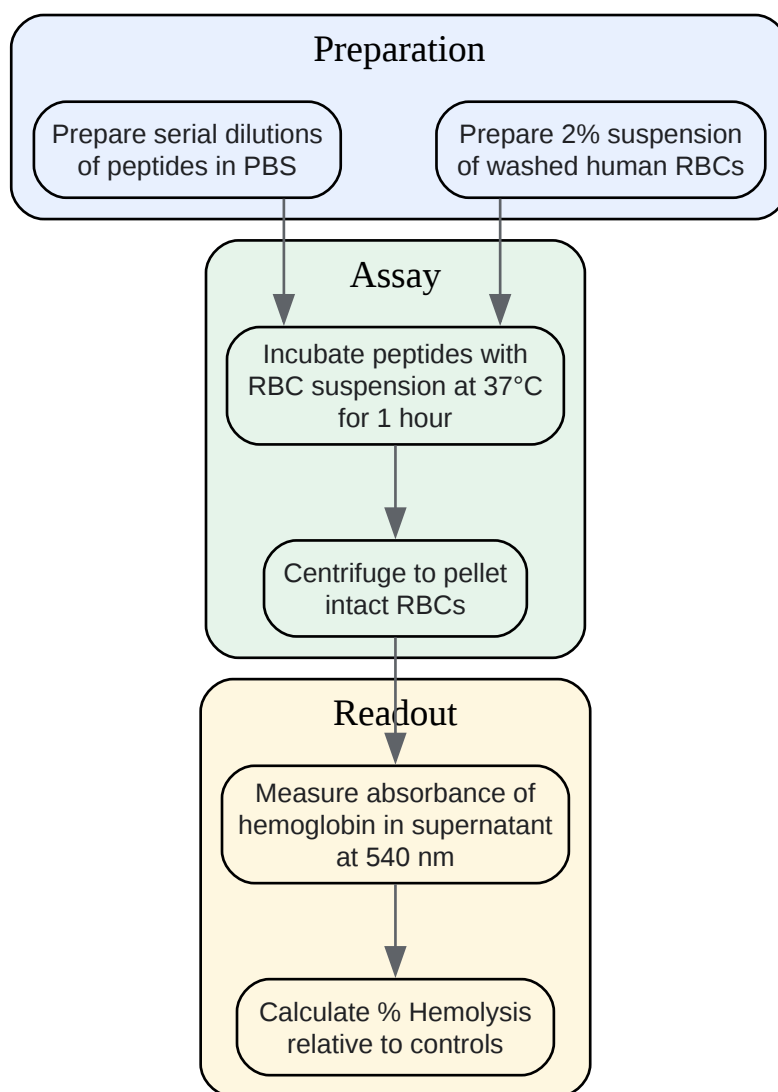 Preparation
Prepare serial dilutions
of peptides in PBS
Prepare 2% suspension
of washed human RBCs
Assay
Incubate peptides with
RBC suspension at 37°C
for 1 hour
Centrifuge to pellet
intact RBCs
Readout
Measure absorbance of
hemoglobin in supernatant
at 540 nm
Calculate % Hemolysis
relative to controls